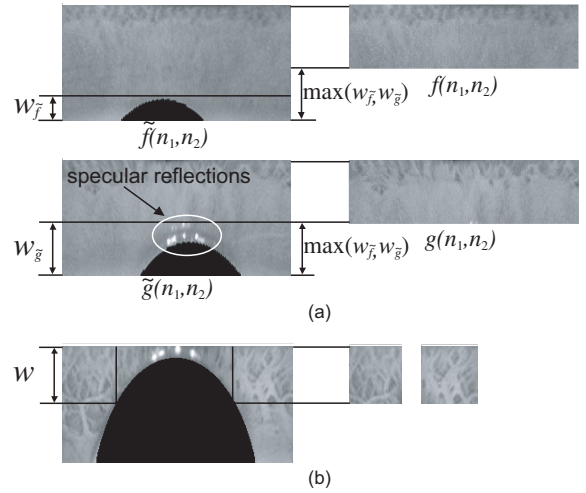 w_f̃
max(w_f̃,w_g̃)
f(n₁,n₂)
f̃(n₁,n₂)
specular reflections
w_g̃
max(w_f̃,w_g̃)
g(n₁,n₂)
g̃(n₁,n₂)
(a)
w
(b)